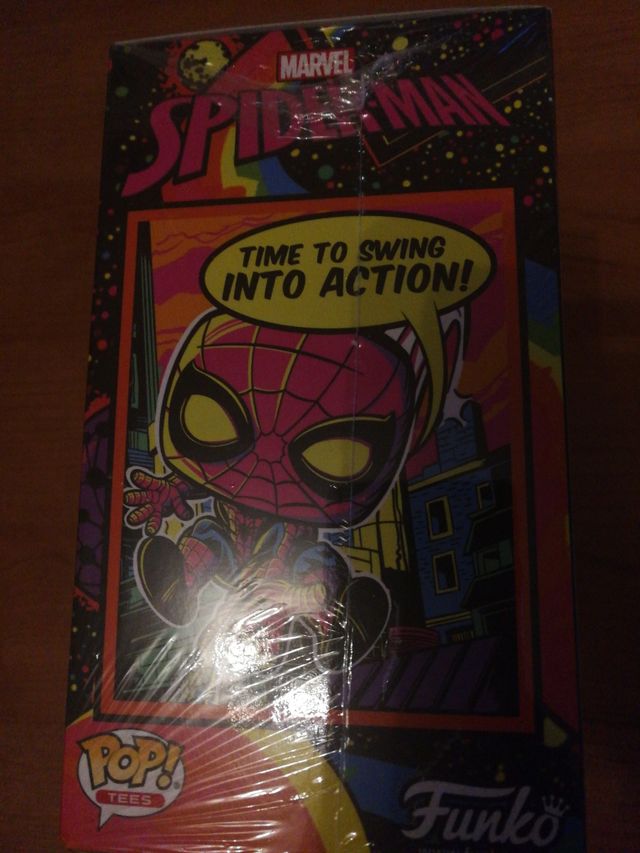 MARVEL
SPIDER-MAN
TIME TO SWING
INTO ACTION!
POP!
TEES
Funko